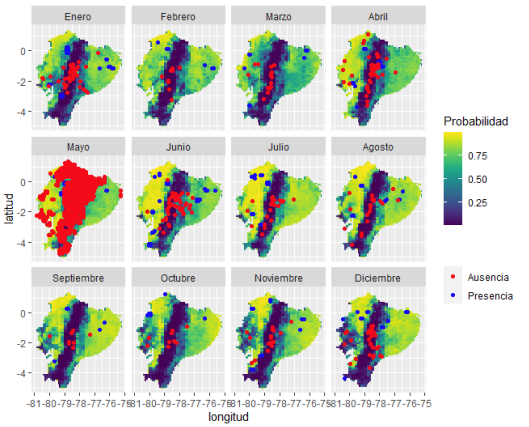 Enero Febrero Marzo Abril
0
-2
-4
Mayo Junio Julio Agosto
0
-2
-4
Septiembre Octubre Noviembre Diciembre
0
-2
-4
-81-80-79-78-77-76-75 -81-80-79-78-77-76-75 -81-80-79-78-77-76-75 -81-80-79-78-77-76-75
longitud
latitud
Probabilidad
0.75
0.50
0.25
Ausencia
Presencia